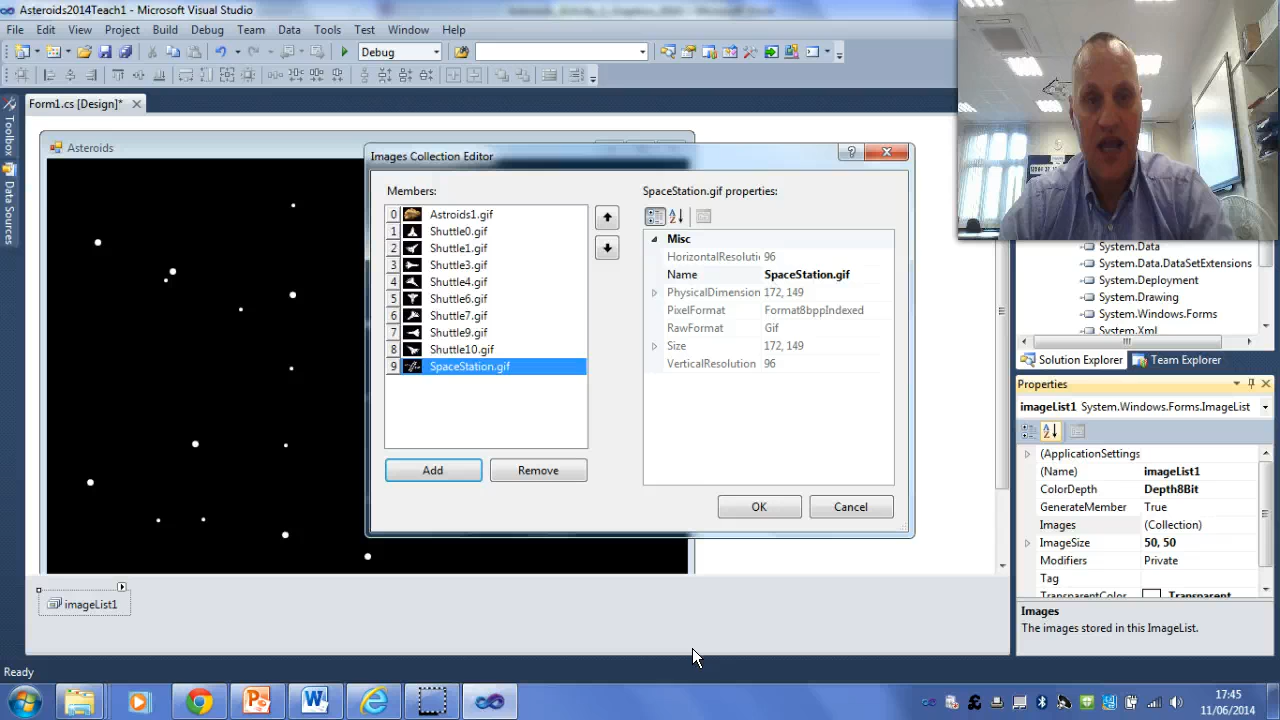 Asteroids2014Teach1 - Microsoft Visual Studio
File Edit View Project Build Debug Team Data Tools Test Window Help
Debug
Form1.cs [Design]*
Toolbox
Data Sources
Asteroids
Images Collection Editor
Members:
0 Astroids1.gif
1 Shuttle0.gif
2 Shuttle1.gif
3 Shuttle3.gif
4 Shuttle4.gif
5 Shuttle6.gif
6 Shuttle7.gif
7 Shuttle9.gif
8 Shuttle10.gif
9 SpaceStation.gif
Add Remove
SpaceStation.gif properties:
Misc
HorizontalResoluti 96
Name SpaceStation.gif
PhysicalDimension 172, 149
PixelFormat Format8bppIndexed
RawFormat Gif
Size 172, 149
VerticalResolution 96
OK Cancel
System.Data
System.Data.DataSetExtensions
System.Deployment
System.Drawing
System.Windows.Forms
System.Xml
Solution Explorer Team Explorer
Properties
imageList1 System.Windows.Forms.ImageList
(ApplicationSettings
(Name) imageList1
ColorDepth Depth8Bit
GenerateMember True
Images (Collection)
ImageSize 50, 50
Modifiers Private
Tag
TransparentColor Transparent
Images
The images stored in this ImageList.
imageList1
Ready
17:45
11/06/2014